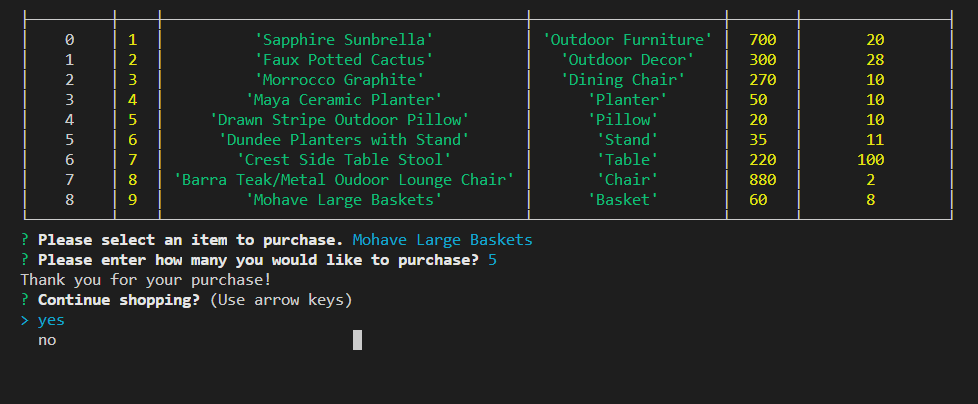 0 1 'Sapphire Sunbrella' 'Outdoor Furniture' 700 20
1 2 'Faux Potted Cactus' 'Outdoor Decor' 300 28
2 3 'Morrocco Graphite' 'Dining Chair' 270 10
3 4 'Maya Ceramic Planter' 'Planter' 50 10
4 5 'Drawn Stripe Outdoor Pillow' 'Pillow' 20 10
5 6 'Dundee Planters with Stand' 'Stand' 35 11
6 7 'Crest Side Table Stool' 'Table' 220 100
7 8 'Barra Teak/Metal Oudoor Lounge Chair' 'Chair' 880 2
8 9 'Mohave Large Baskets' 'Basket' 60 8
? Please select an item to purchase. Mohave Large Baskets
? Please enter how many you would like to purchase? 5
Thank you for your purchase!
? Continue shopping? (Use arrow keys)
> yes
no